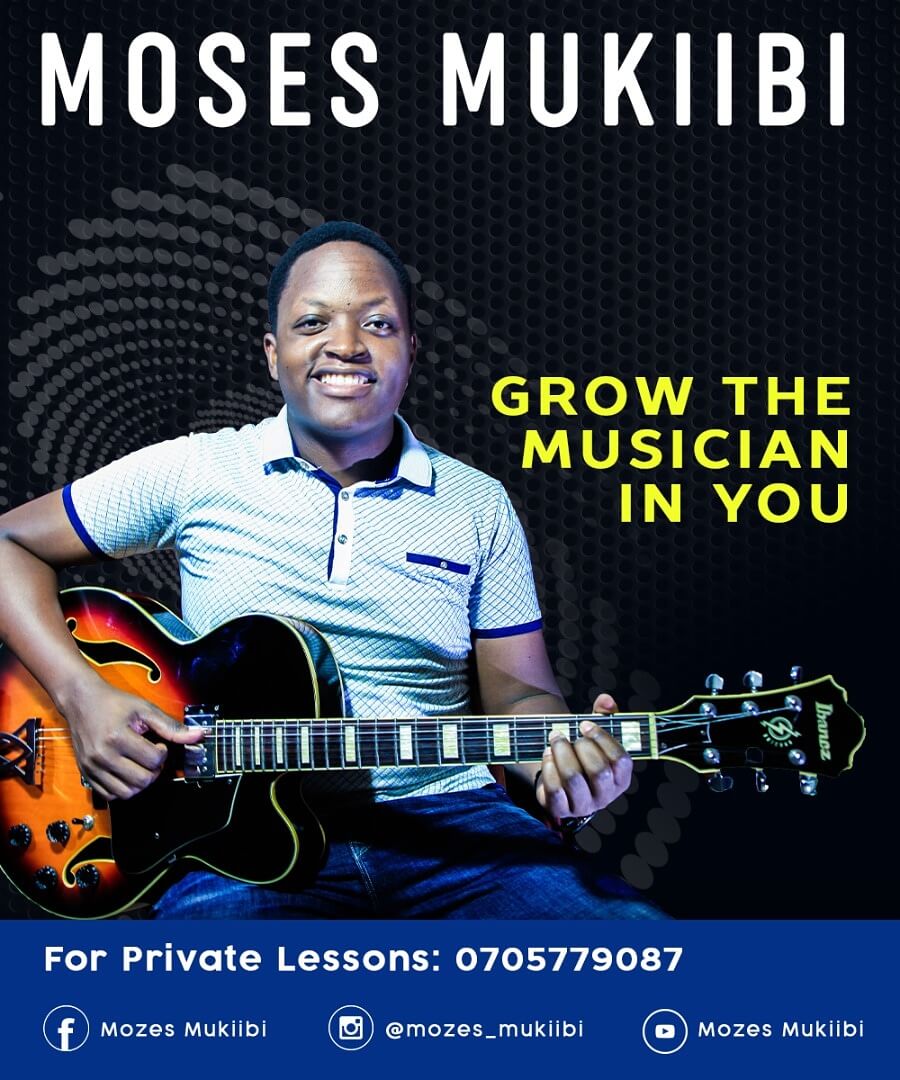 MOSES MUKIIBI
GROW THE
MUSICIAN
IN YOU
Ibanez
For Private Lessons: 0705779087
Mozes Mukiibi
@mozes_mukiibi
Mozes Mukiibi